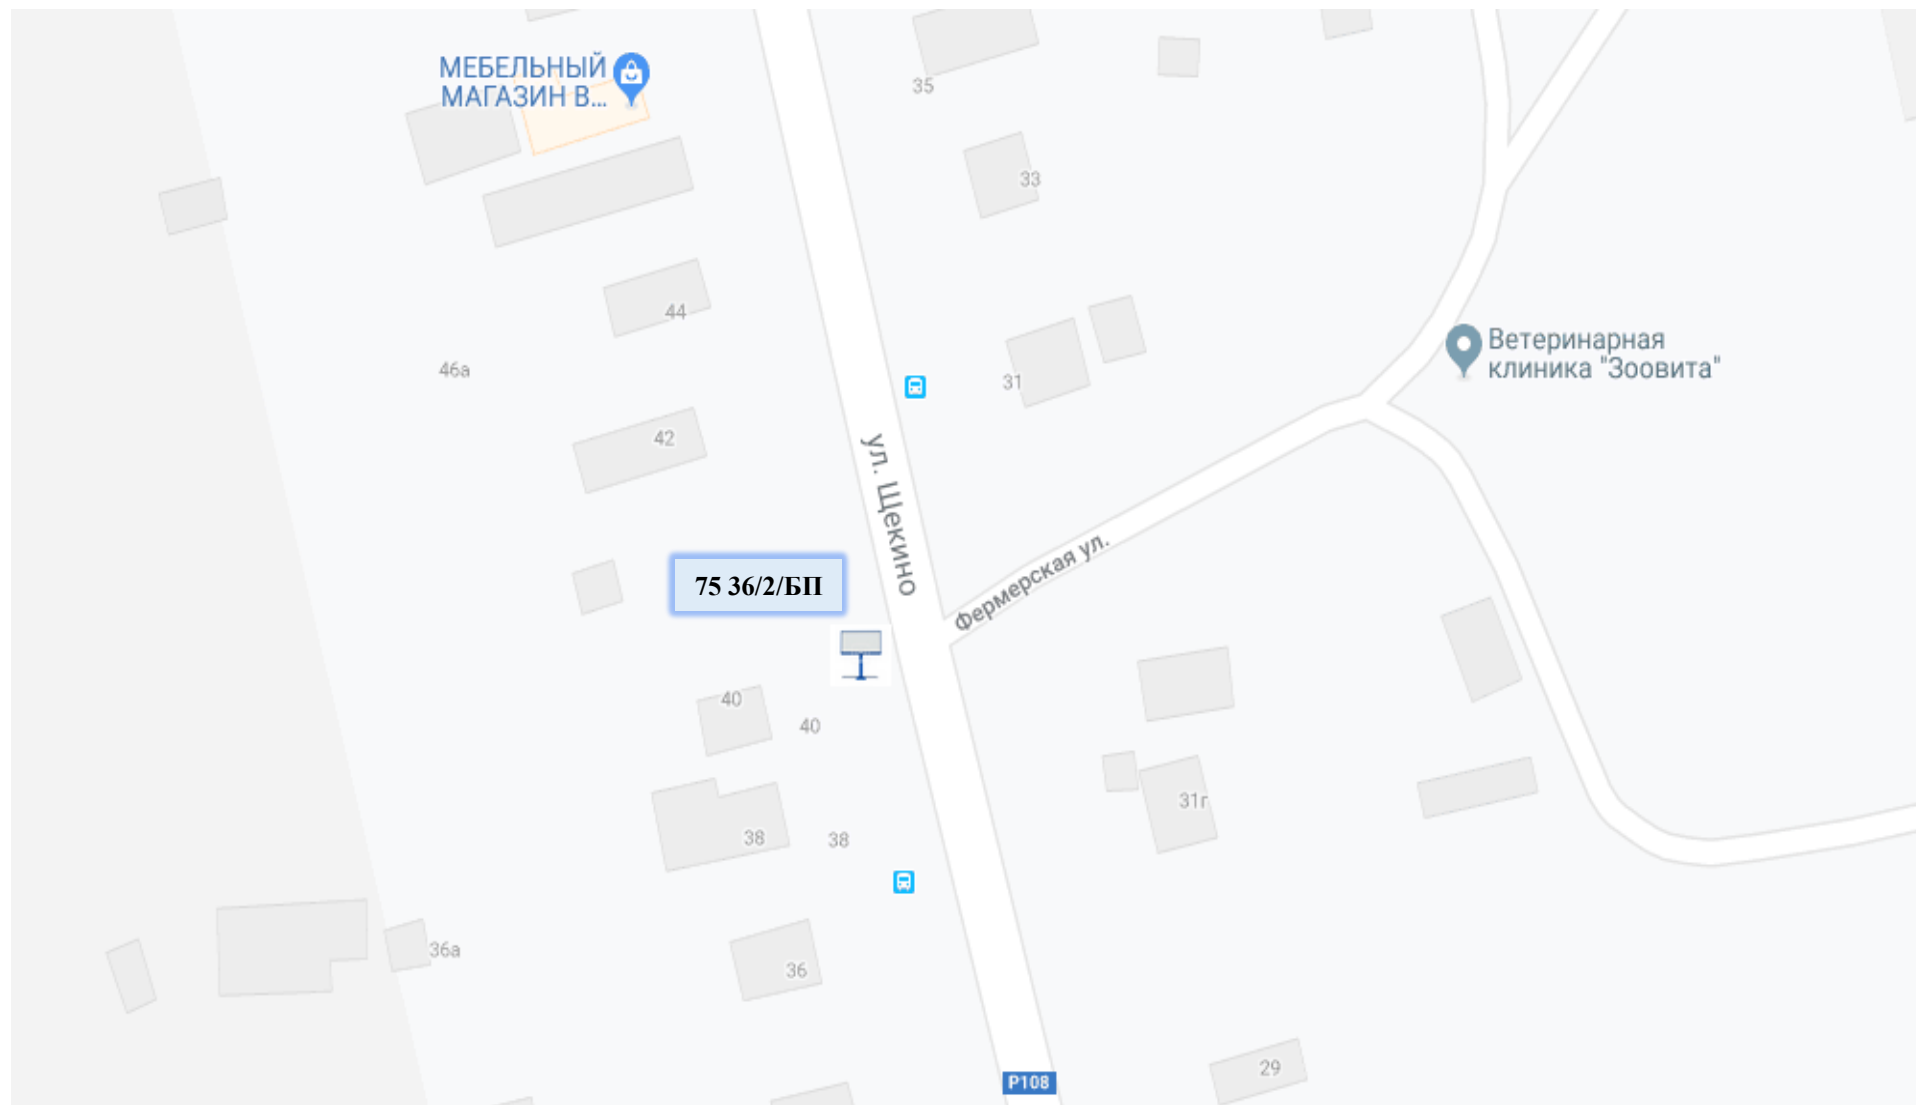 МЕБЕЛЬНЫЙ
МАГАЗИН В...
35
33
44
46а
31
Ветеринарная
клиника "Зоовита"
42
ул. Щекино
Фермерская ул.
75 36/2/БП
40
40
31г
38
38
36а
36
29
Р108